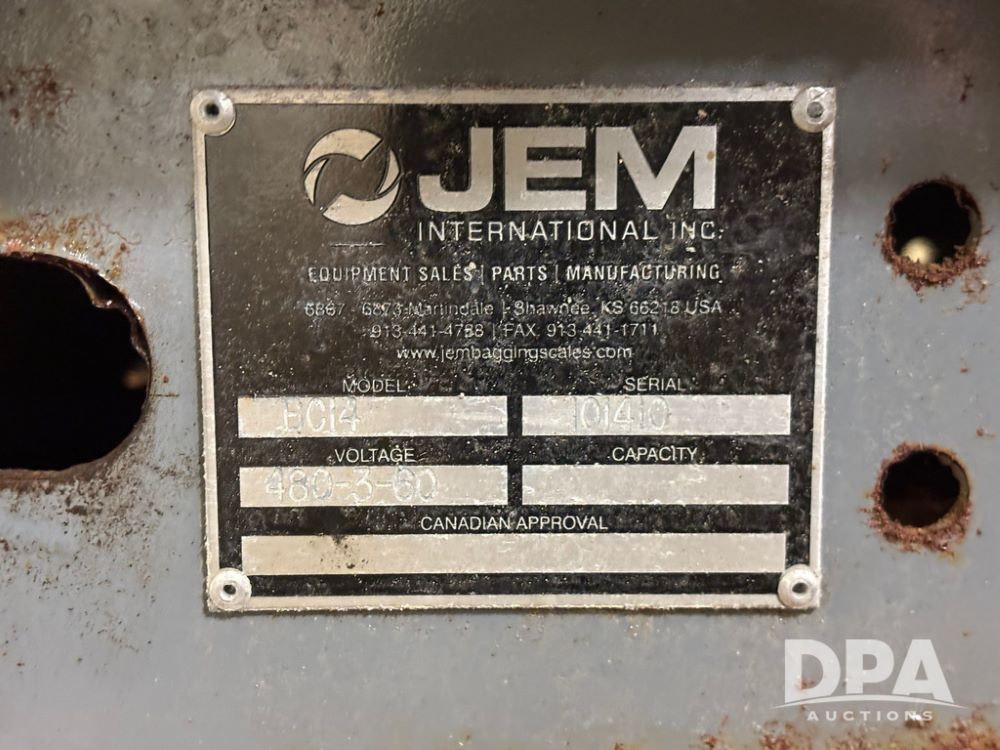 JEM
INTERNATIONAL INC.
EQUIPMENT SALES | PARTS | MANUFACTURING
6867 - 6873 Martindale | Shawnee, KS 66218 USA
913-441-4788 | FAX 913-441-1711
www.jembaggingscales.com
MODEL SERIAL
BC14 101410
VOLTAGE CAPACITY
480-3-60
CANADIAN APPROVAL
DPA
AUCTIONS